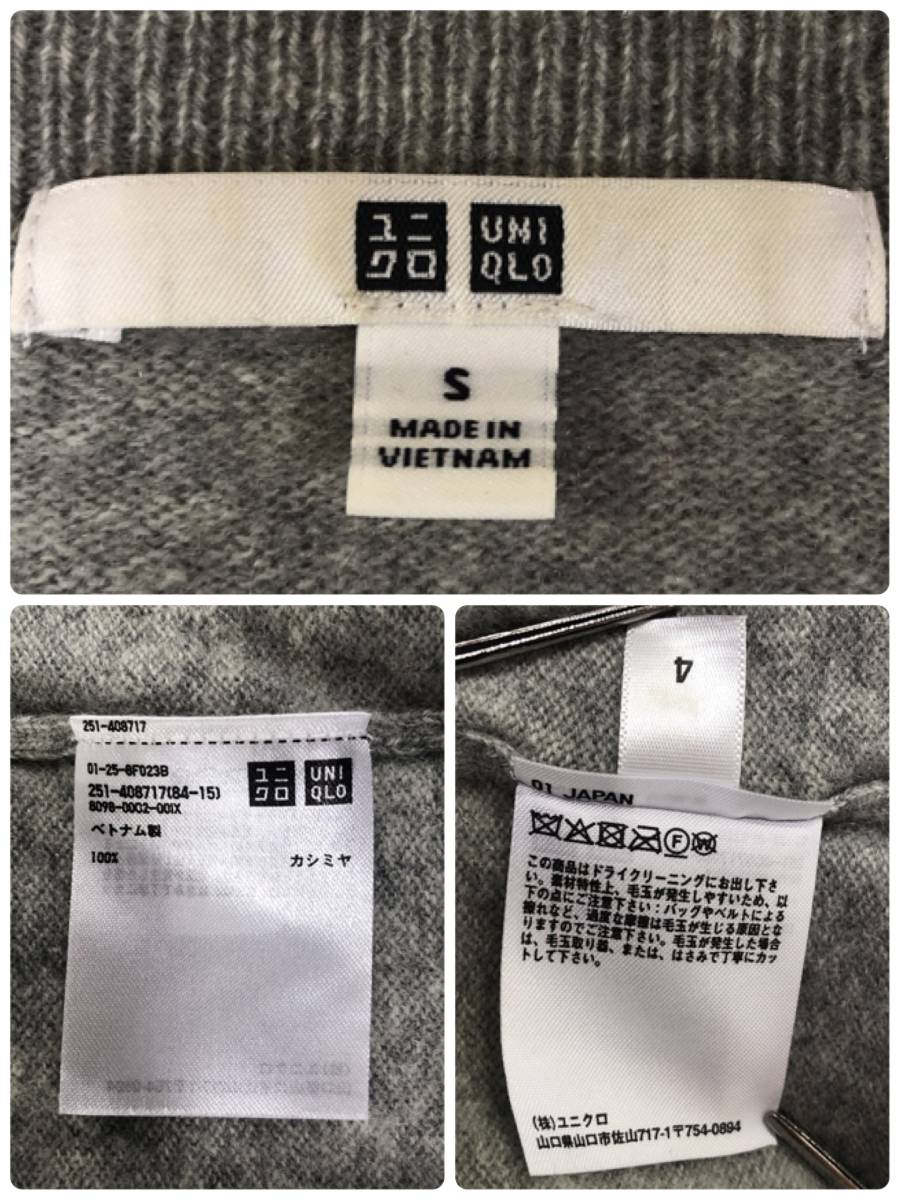 ユニ
クロ
UNI
QLO
S
MADE IN
VIETNAM
251-408717
01-25-6F023B
251-408717(84-15)
8098-0002-001X
ベトナム製
100% カシミヤ
ユニ
クロ
UNI
QLO
4
01 JAPAN
F W
この商品はドライクリーニングにお出し下さ
い。素材特性上、毛玉が発生しやすいため、以
下の点にご注意下さい：バッグやベルトによる
擦れなど、過度な摩擦は毛玉が生じる原因とな
りますのでご注意下さい。毛玉が発生した場合
は、毛玉取り器、または、はさみで丁寧にカッ
トして下さい。
(株)ユニクロ
山口県山口市佐山717-1〒754-0894